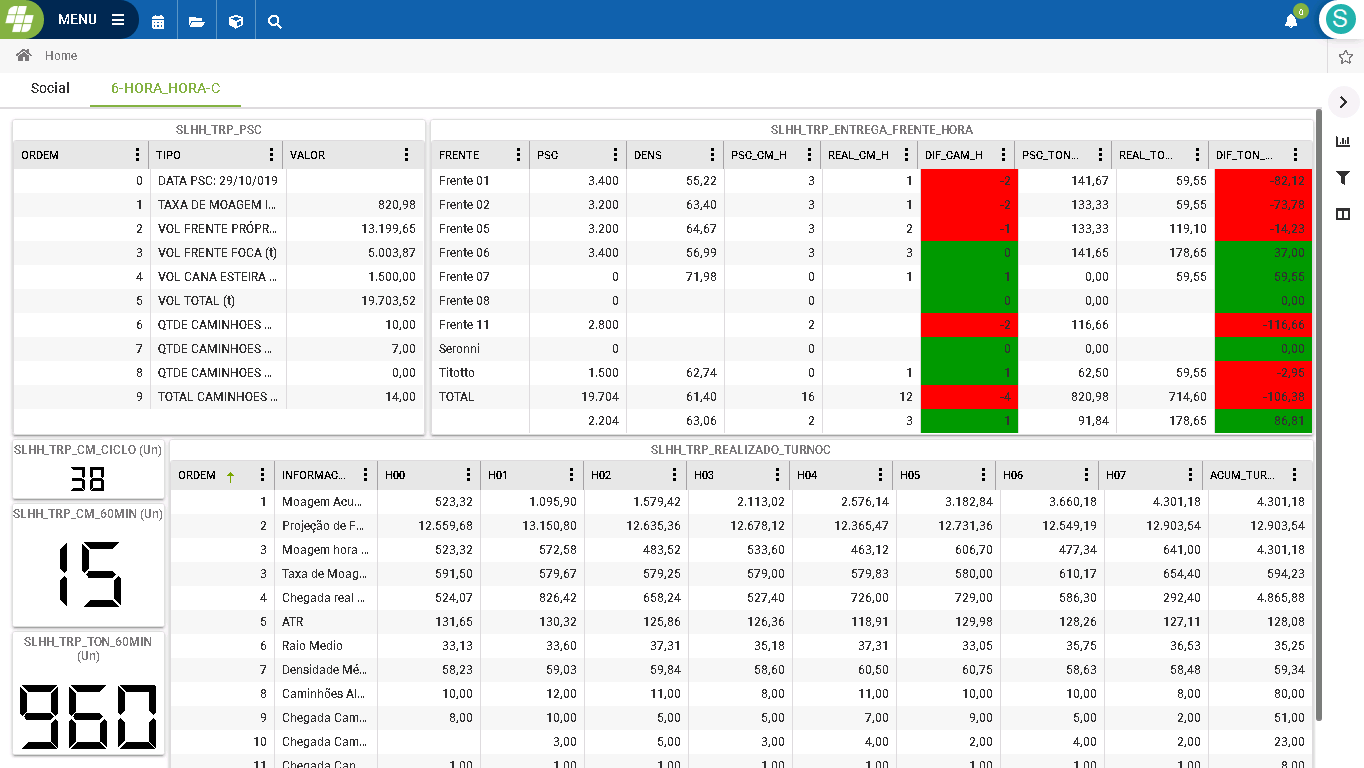 MENU
0
S
Home
Social 6-HORA_HORA-C
SLHH_TRP_PSC
ORDEM TIPO VALOR
0 DATA PSC: 29/10/019
1 TAXA DE MOAGEM I... 820,98
2 VOL FRENTE PRÓPR... 13.199,65
3 VOL FRENTE FOCA (t) 5.003,87
4 VOL CANA ESTEIRA ... 1.500,00
5 VOL TOTAL (t) 19.703,52
6 QTDE CAMINHOES ... 10,00
7 QTDE CAMINHOES ... 7,00
8 QTDE CAMINHOES ... 0,00
9 TOTAL CAMINHOES ... 14,00
SLHH_TRP_ENTREGA_FRENTE_HORA
FRENTE PSC DENS PSC_CM_H REAL_CM_H DIF_CAM_H PSC_TON... REAL_TO... DIF_TON_...
Frente 01 3.400 55,22 3 1 -2 141,67 59,55 -82,12
Frente 02 3.200 63,40 3 1 -2 133,33 59,55 -73,78
Frente 05 3.200 64,67 3 2 -1 133,33 119,10 -14,23
Frente 06 3.400 56,99 3 3 0 141,65 178,65 37,00
Frente 07 0 71,98 0 1 1 0,00 59,55 59,55
Frente 08 0 0 0 0,00 0,00
Frente 11 2.800 2 -2 116,66 -116,66
Seronni 0 0 0 0,00 0,00
Titotto 1.500 62,74 0 1 1 62,50 59,55 -2,95
TOTAL 19.704 61,40 16 12 -4 820,98 714,60 -106,38
2.204 63,06 2 3 1 91,84 178,65 86,81
SLHH_TRP_CM_CICLO (Un)
38
SLHH_TRP_CM_60MIN (Un)
15
SLHH_TRP_TON_60MIN
(Un)
960
SLHH_TRP_REALIZADO_TURNOC
ORDEM INFORMAC... H00 H01 H02 H03 H04 H05 H06 H07 ACUM_TUR...
1 Moagem Acu... 523,32 1.095,90 1.579,42 2.113,02 2.576,14 3.182,84 3.660,18 4.301,18 4.301,18
2 Projeção de F... 12.559,68 13.150,80 12.635,36 12.678,12 12.365,47 12.731,36 12.549,19 12.903,54 12.903,54
3 Moagem hora ... 523,32 572,58 483,52 533,60 463,12 606,70 477,34 641,00 4.301,18
3 Taxa de Moag... 591,50 579,67 579,25 579,00 579,83 580,00 610,17 654,40 594,23
4 Chegada real ... 524,07 826,42 658,24 527,40 726,00 729,00 586,30 292,40 4.865,88
5 ATR 131,65 130,32 125,86 126,36 118,91 129,98 128,26 127,11 128,08
6 Raio Medio 33,13 33,60 37,31 35,18 37,31 33,05 35,75 36,53 35,25
7 Densidade Mé... 58,23 59,03 59,84 58,60 60,50 60,75 58,63 58,48 59,34
8 Caminhões Al... 10,00 12,00 11,00 8,00 11,00 10,00 10,00 8,00 80,00
9 Chegada Cam... 8,00 10,00 5,00 5,00 7,00 9,00 5,00 2,00 51,00
10 Chegada Cam... 3,00 5,00 3,00 4,00 2,00 4,00 2,00 23,00
11 Chegada Can... 1,00 1,00 1,00 1,00 1,00 1,00 1,00 1,00 8,00